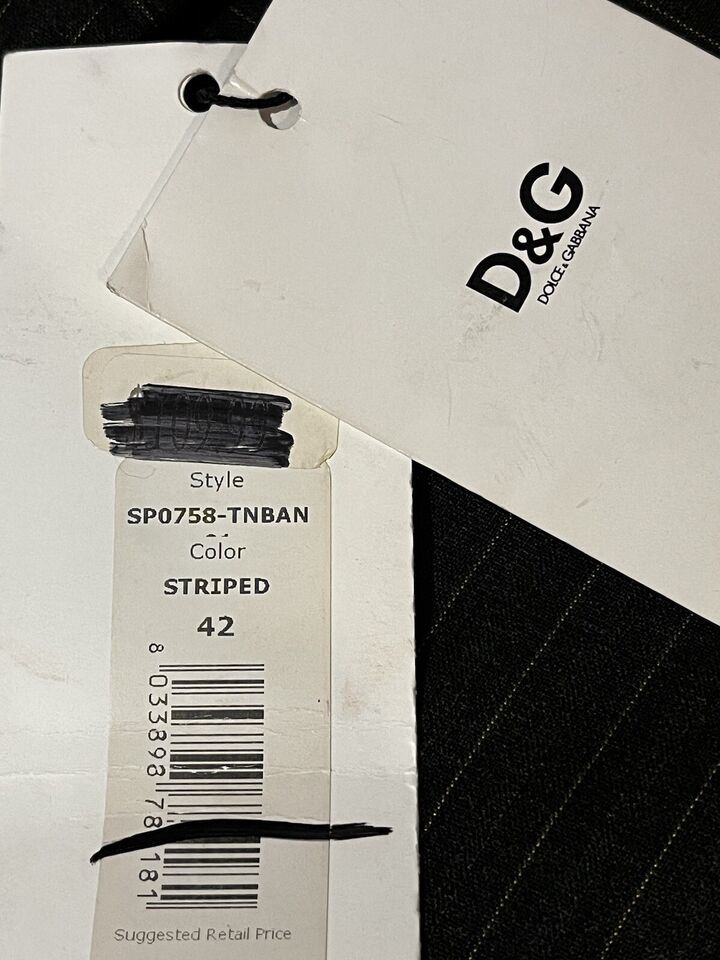 D&G
DOLCE & GABBANA
Style
SP0758-TNBAN
Color
STRIPED
42
8 033898 78
181
Suggested Retail Price